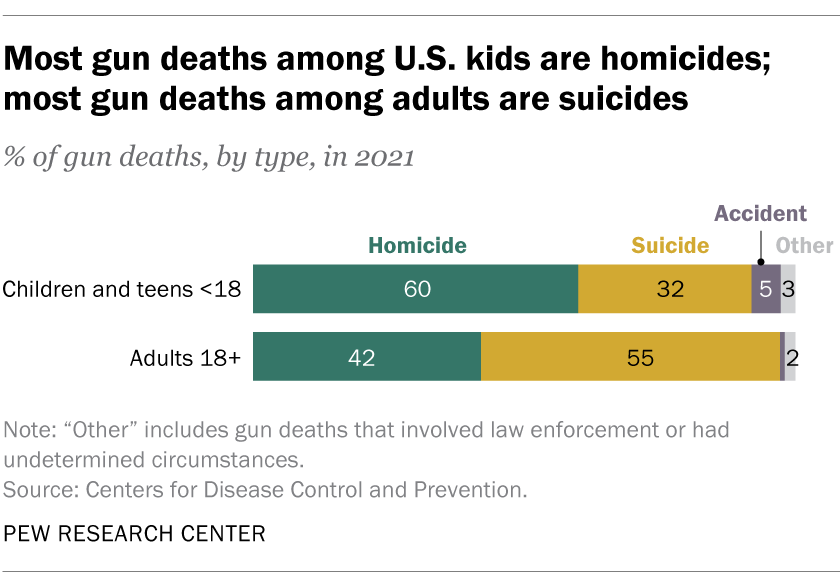 Most gun deaths among U.S. kids are homicides;
most gun deaths among adults are suicides
% of gun deaths, by type, in 2021
Accident
Homicide Suicide Other
Children and teens <18 60 32 5 3
Adults 18+ 42 55 2
Note: “Other” includes gun deaths that involved law enforcement or had
undetermined circumstances.
Source: Centers for Disease Control and Prevention.
PEW RESEARCH CENTER